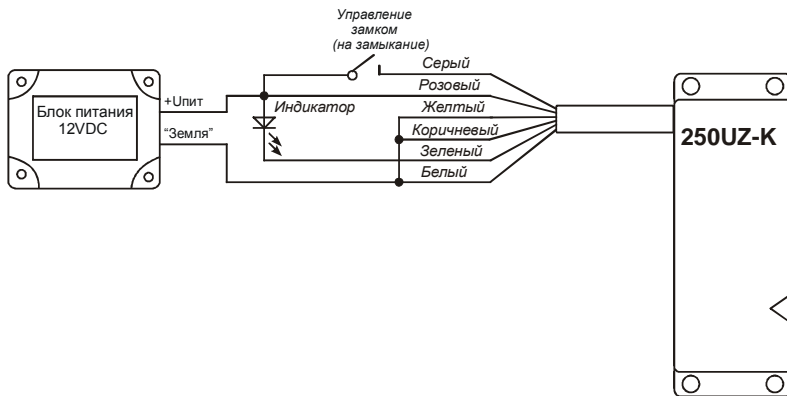 Управление
замком
(на замыкание)
Серый
Розовый
+Uпит
Блок питания
12VDC
Индикатор
Желтый
"Земля"
Коричневый
250UZ-K
Зеленый
Белый